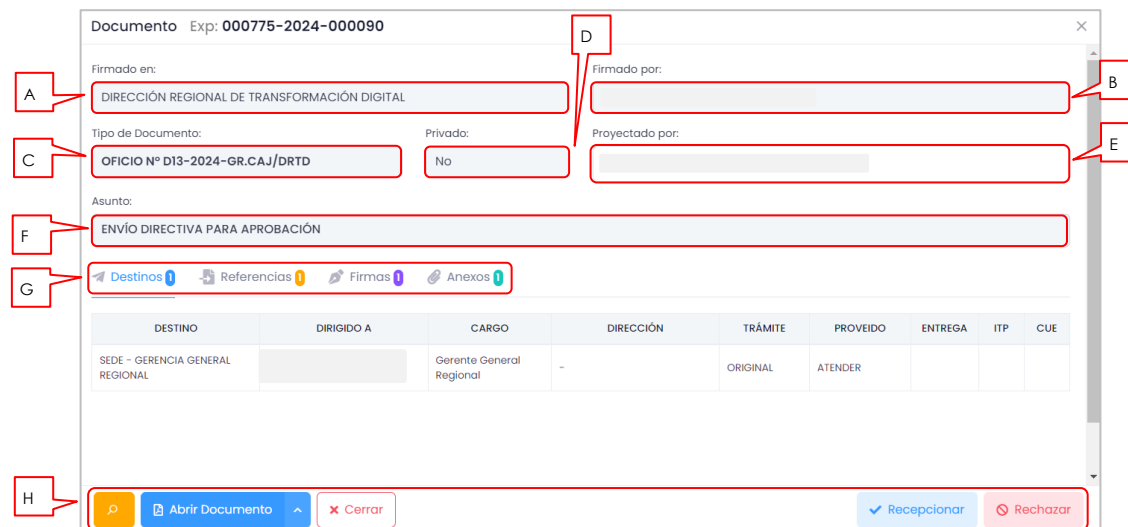 Documento Exp: 000775-2024-000090
D
Firmado en: Firmado por:
A DIRECCIÓN REGIONAL DE TRANSFORMACIÓN DIGITAL B
Tipo de Documento: Privado: Proyectado por:
C OFICIO Nº D13-2024-GR.CAJ/DRTD No E
Asunto:
F ENVÍO DIRECTIVA PARA APROBACIÓN
G Destinos 1 Referencias 1 Firmas 1 Anexos 1
DESTINO DIRIGIDO A CARGO DIRECCIÓN TRÁMITE PROVEIDO ENTREGA ITP CUE
SEDE - GERENCIA GENERAL Gerente General
REGIONAL Regional - ORIGINAL ATENDER
H Abrir Documento Cerrar Recepcionar Rechazar